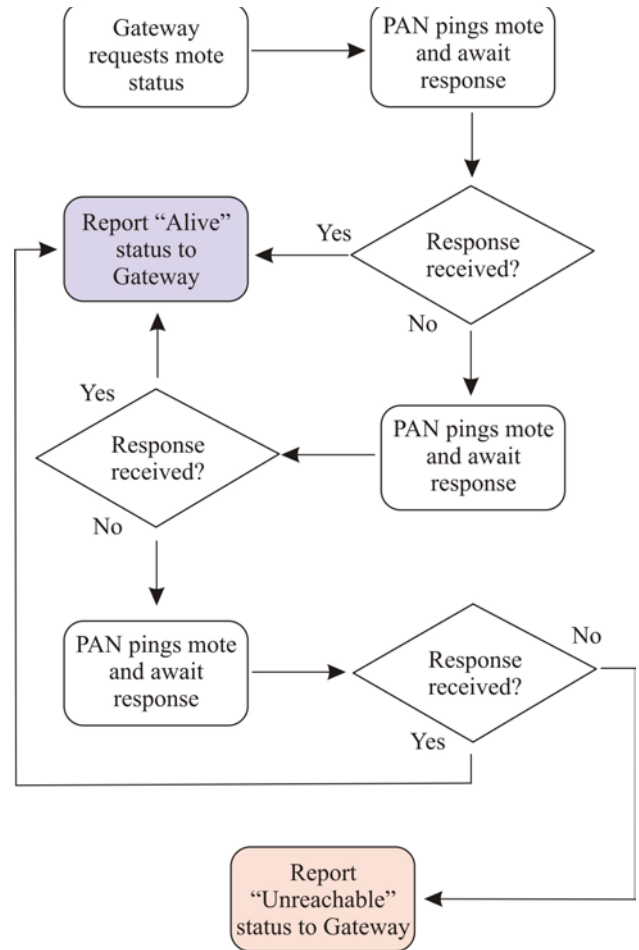 Gateway
requests mote
status
PAN pings mote
and await
response
Response
received?
Yes
No
Report “Alive”
status to
Gateway
PAN pings mote
and await
response
Response
received?
Yes
No
PAN pings mote
and await
response
Response
received?
No
Yes
Report
“Unreachable”
status to Gateway